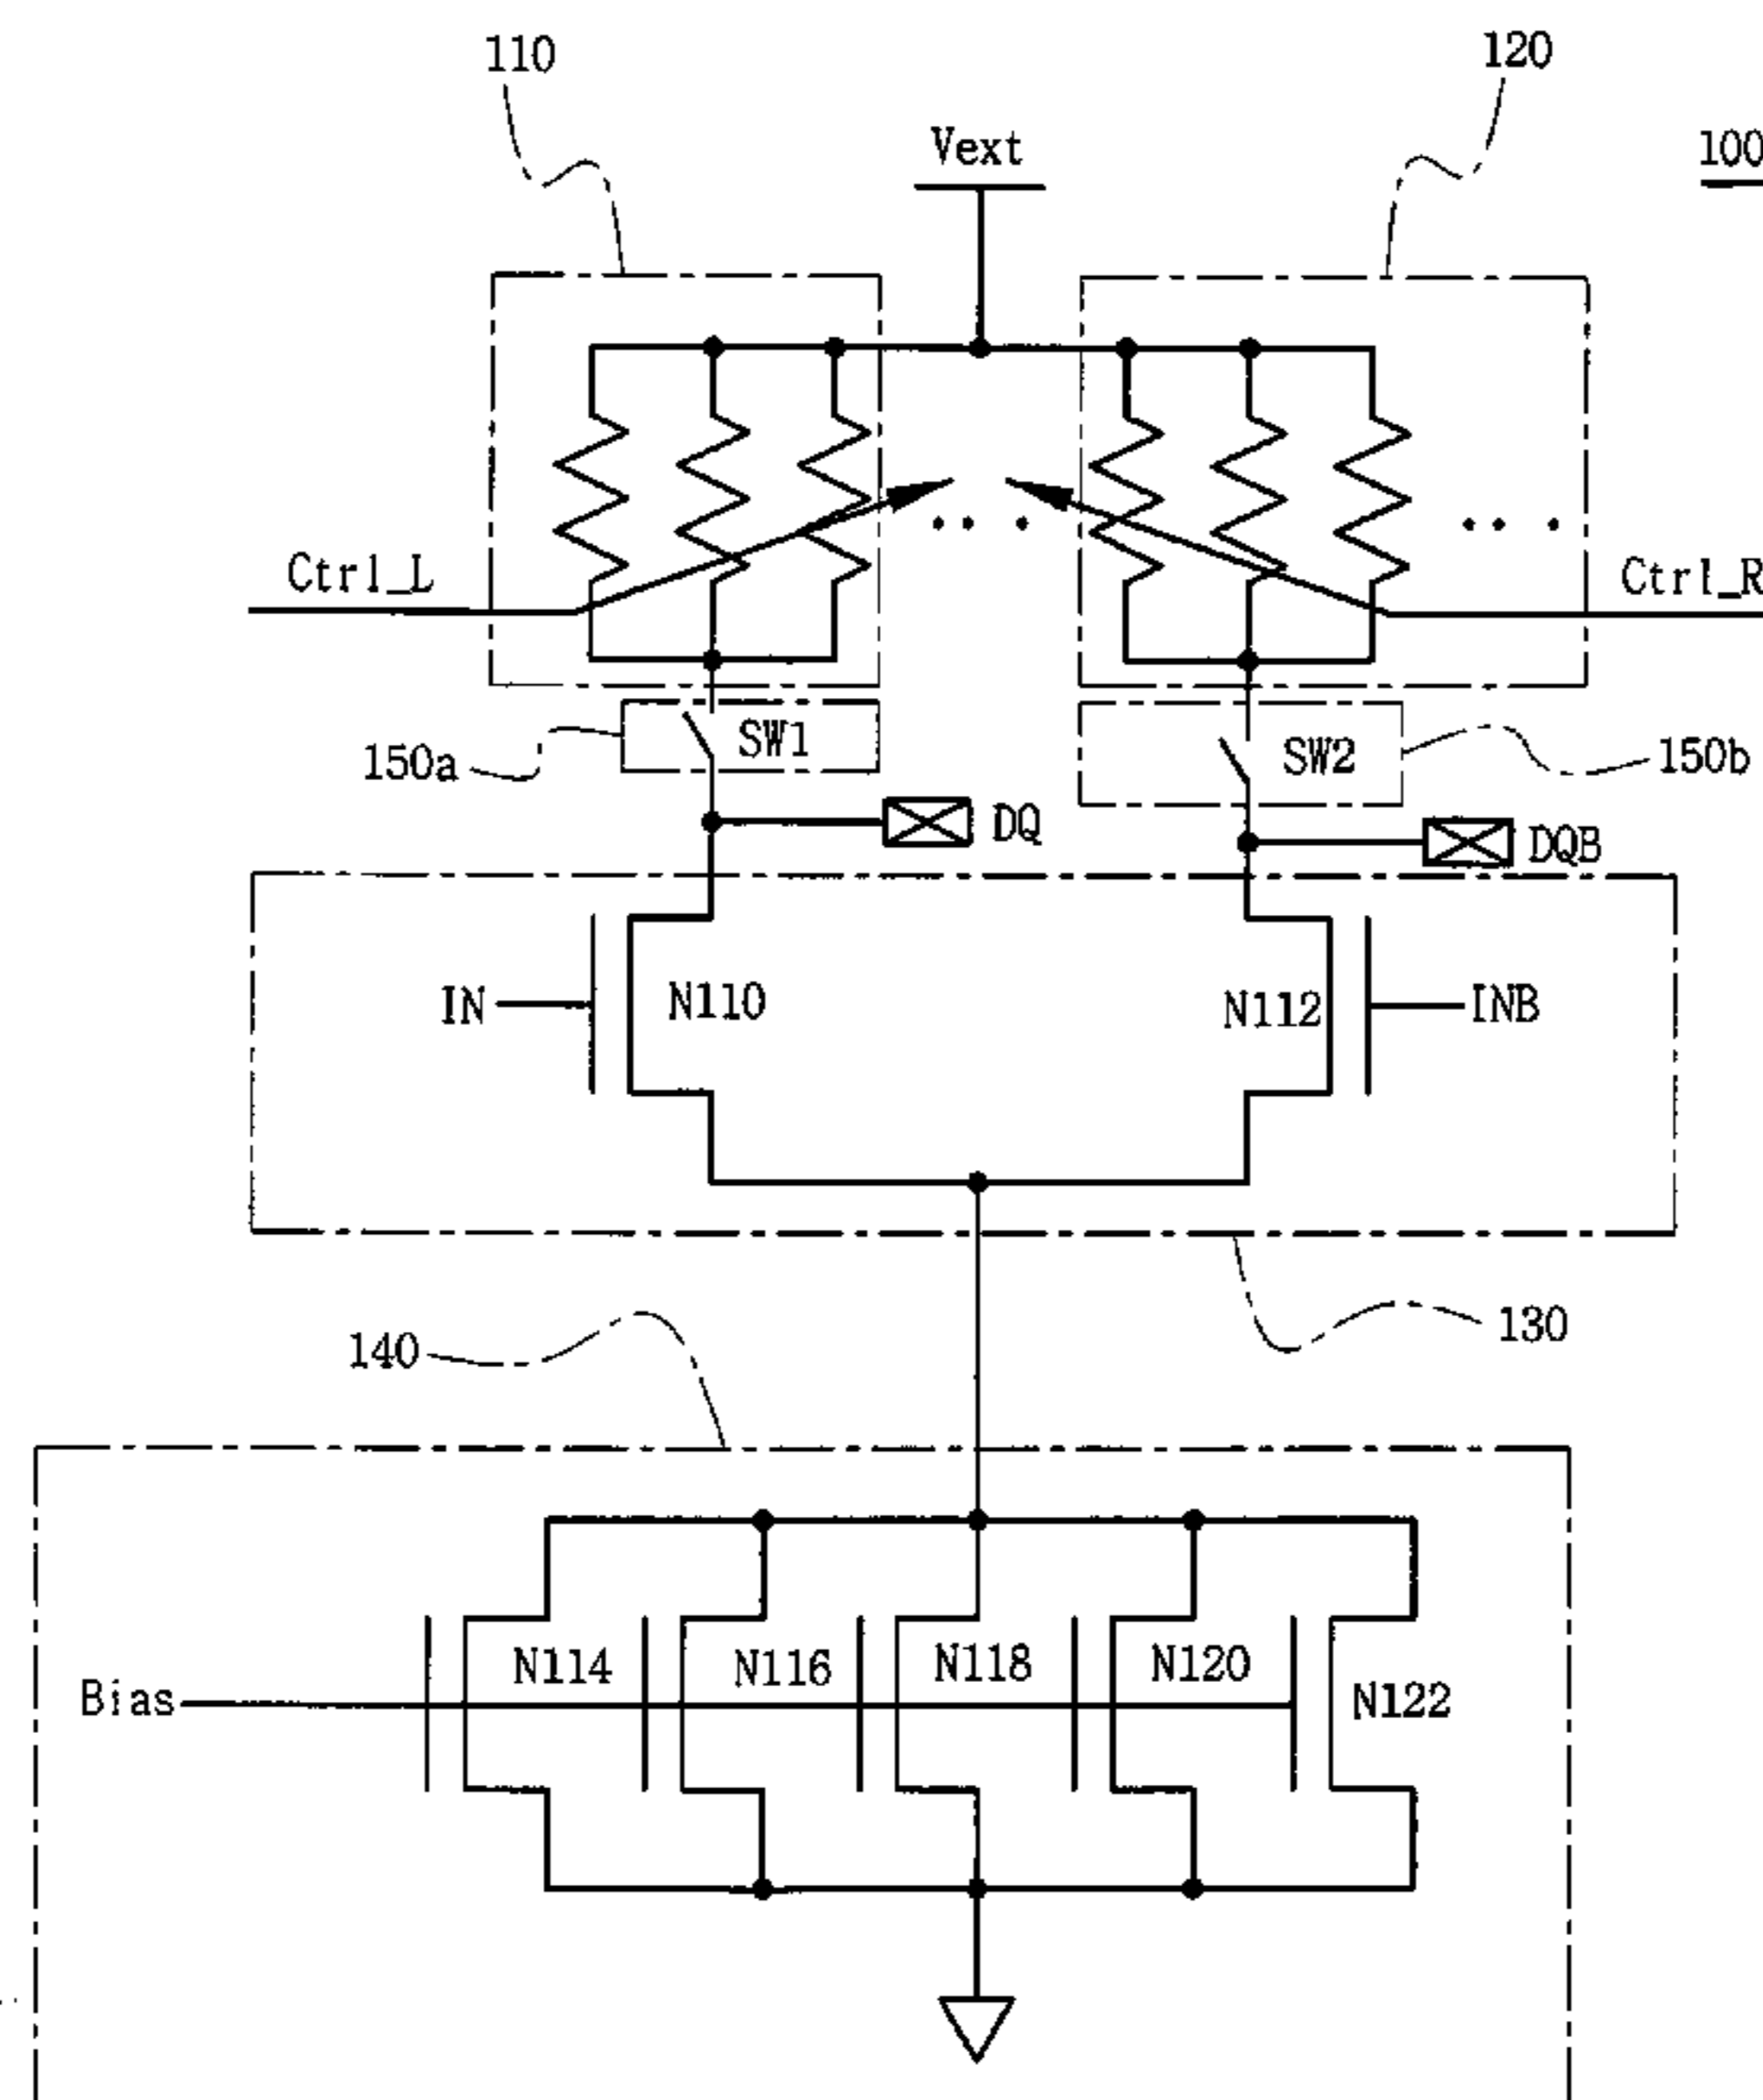 110
120
Vext
100
Ctrl_L
Ctrl_R
SW1
SW2
150a
150b
DQ
DQB
IN
N110
N112
INB
130
140
N114
N116
N118
N120
N122
Bias